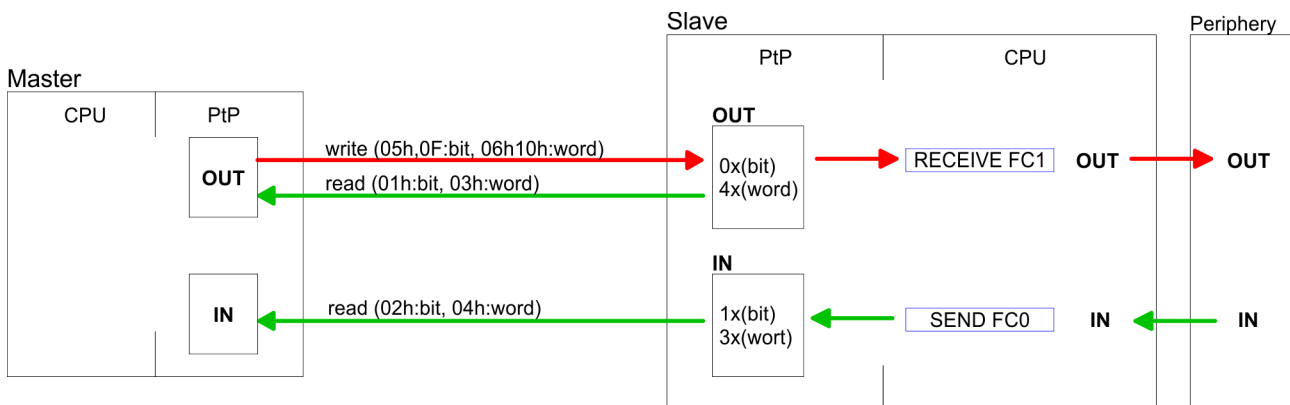 Slave
Periphery
PtP
CPU
Master
CPU
PtP
OUT
write (05h,0F:bit, 06h10h:word)
OUT
read (01h:bit, 03h:word)
0x(bit)
4x(word)
RECEIVE FC1
OUT
OUT
IN
IN
read (02h:bit, 04h:word)
1x(bit)
3x(wort)
SEND FC0
IN
IN